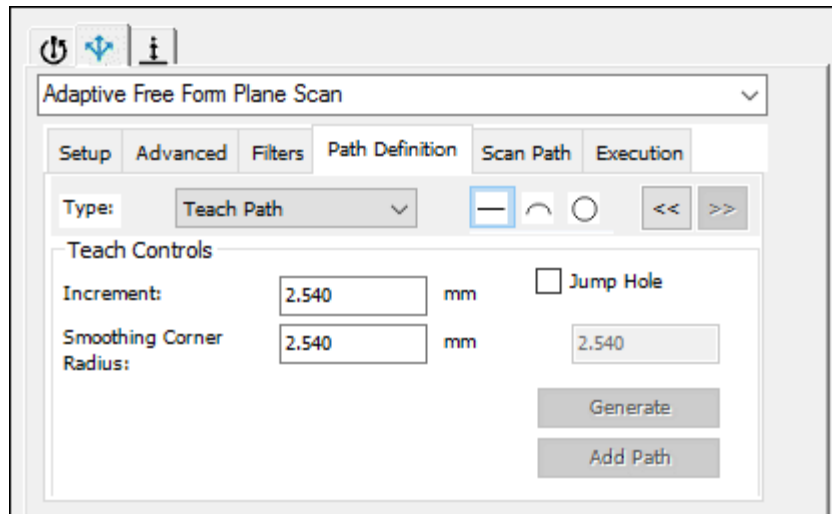 Adaptive Free Form Plane Scan
Setup Advanced Filters Path Definition Scan Path Execution
Type: Teach Path << >>
Teach Controls
Increment: 2.540 mm Jump Hole
Smoothing Corner Radius: 2.540 mm 2.540
Generate
Add Path